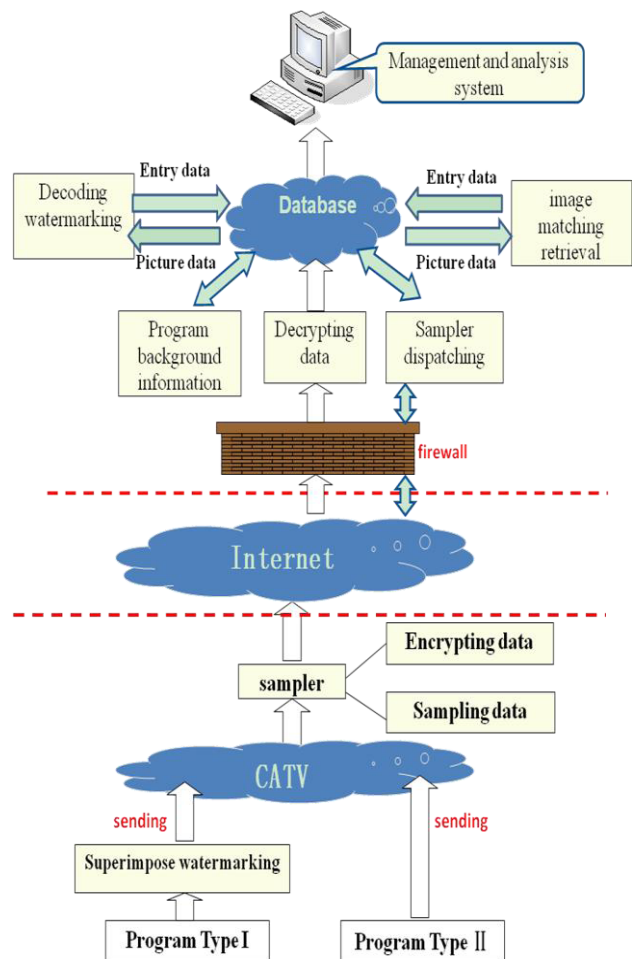 Management and analysis
system
Entry data
Entry data
Decoding
watermarking
Database
image
matching
retrieval
Picture data
Picture data
Program
background
information
Decrypting
data
Sampler
dispatching
firewall
Internet
Encrypting data
sampler
Sampling data
CATV
sending
sending
Superimpose watermarking
Program Type I
Program Type Ⅱ